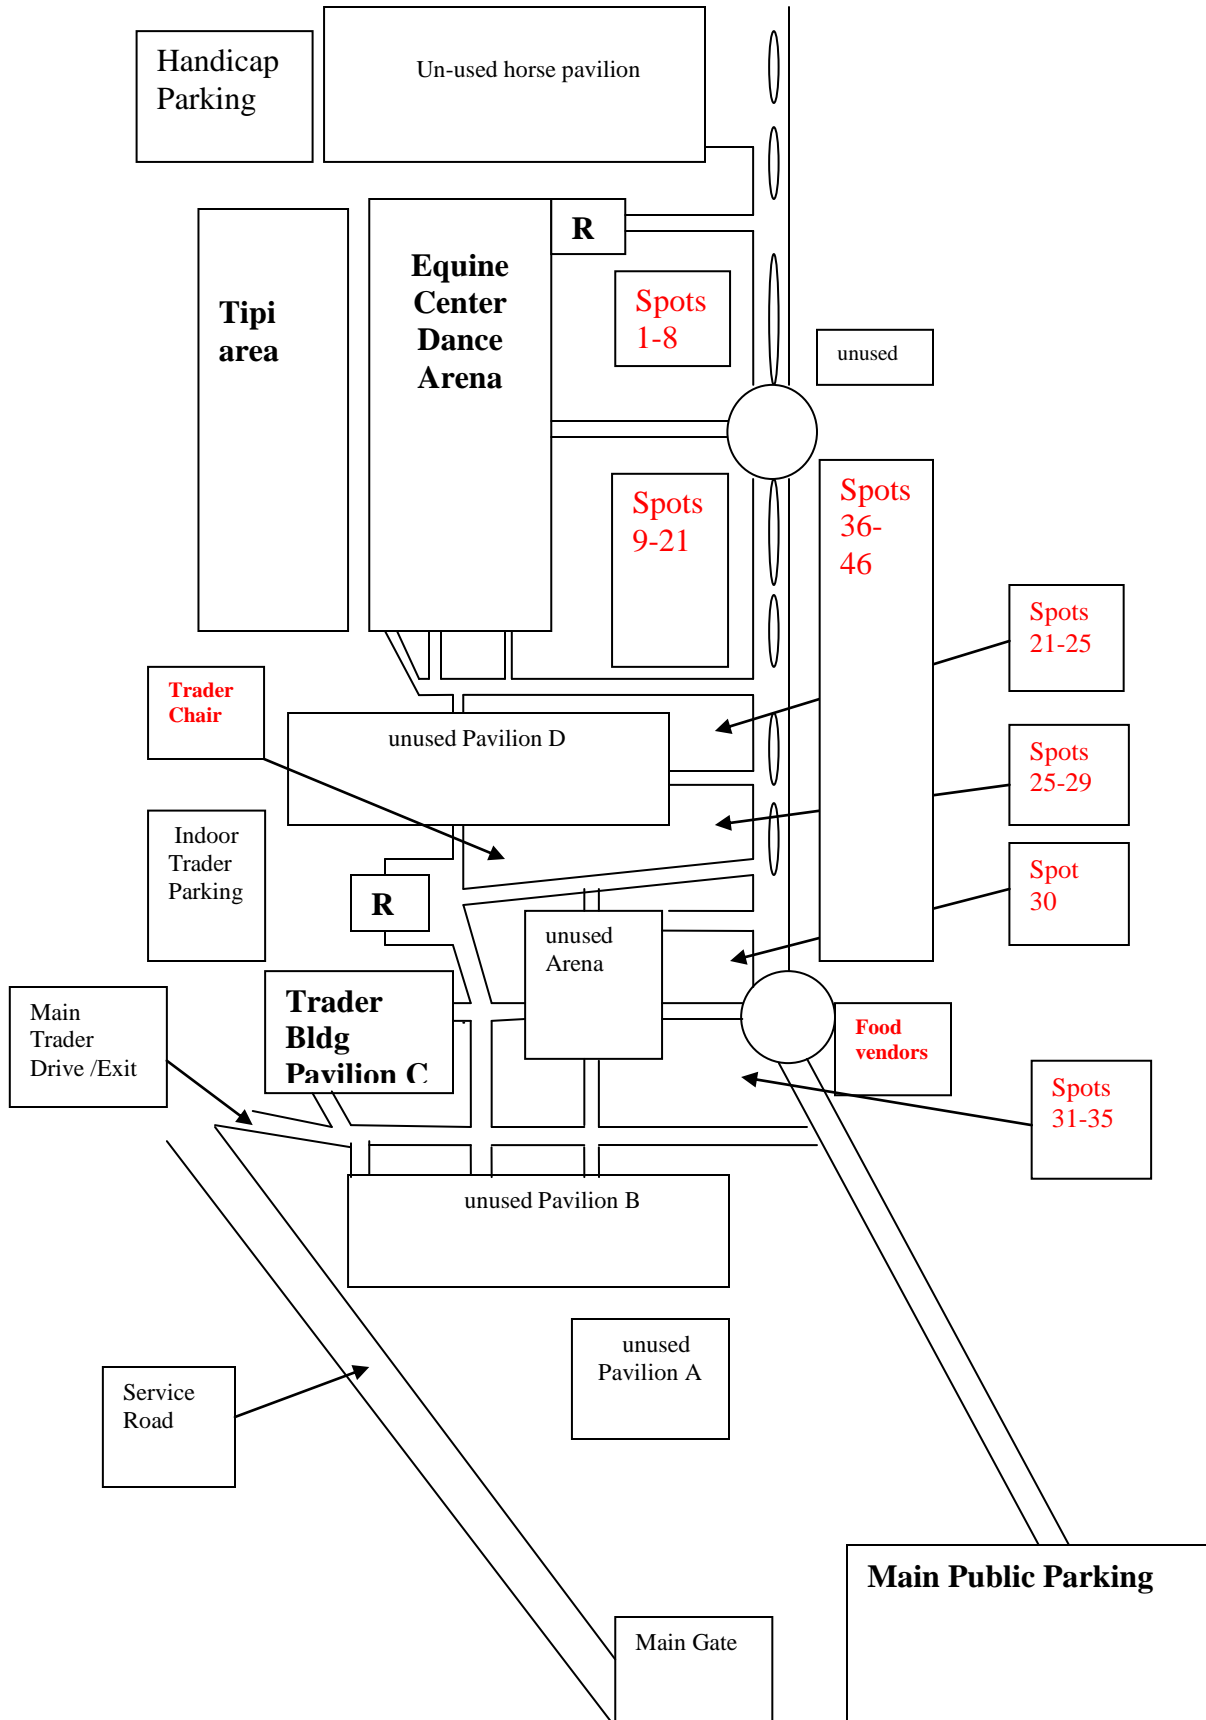 Handicap
Parking
Un-used horse pavilion
R
Equine
Center
Dance
Arena
Tipi
area
Spots
1-8
unused
Spots
9-21
Spots
36-
46
Spots
21-25
Trader
Chair
unused Pavilion D
Spots
25-29
Indoor
Trader
Parking
Spot
30
R
unused
Arena
Trader
Bldg
Pavilion C
Main
Trader
Drive /Exit
Food
vendors
Spots
31-35
unused Pavilion B
unused
Pavilion A
Service
Road
Main Public Parking
Main Gate